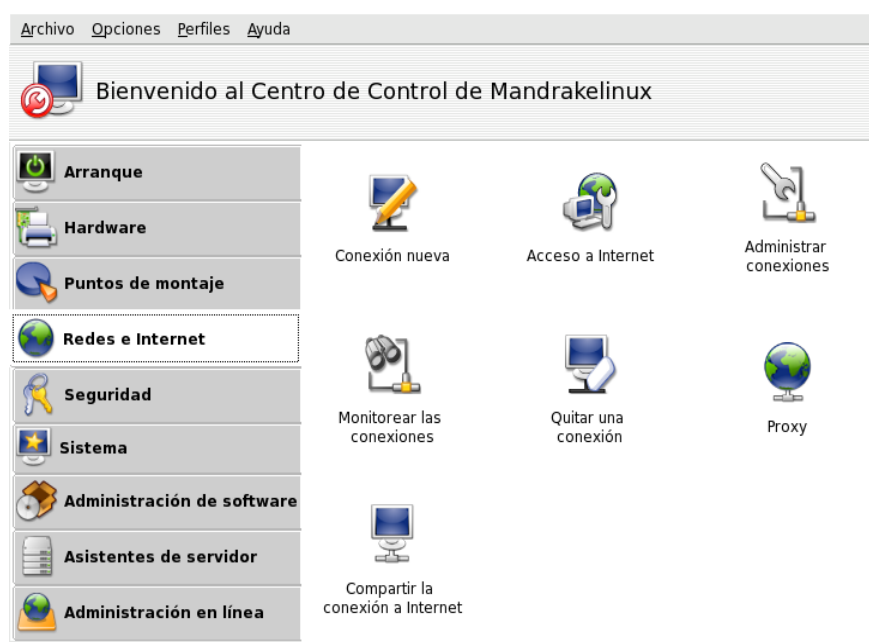 Archivo Opciones Perfiles Ayuda
Bienvenido al Centro de Control de Mandrakelinux
Arranque
Hardware
Puntos de montaje
Redes e Internet
Seguridad
Sistema
Administración de software
Asistentes de servidor
Administración en línea
Conexión nueva
Acceso a Internet
Administrar
conexiones
Monitorear las
conexiones
Quitar una
conexión
Proxy
Compartir la
conexión a Internet